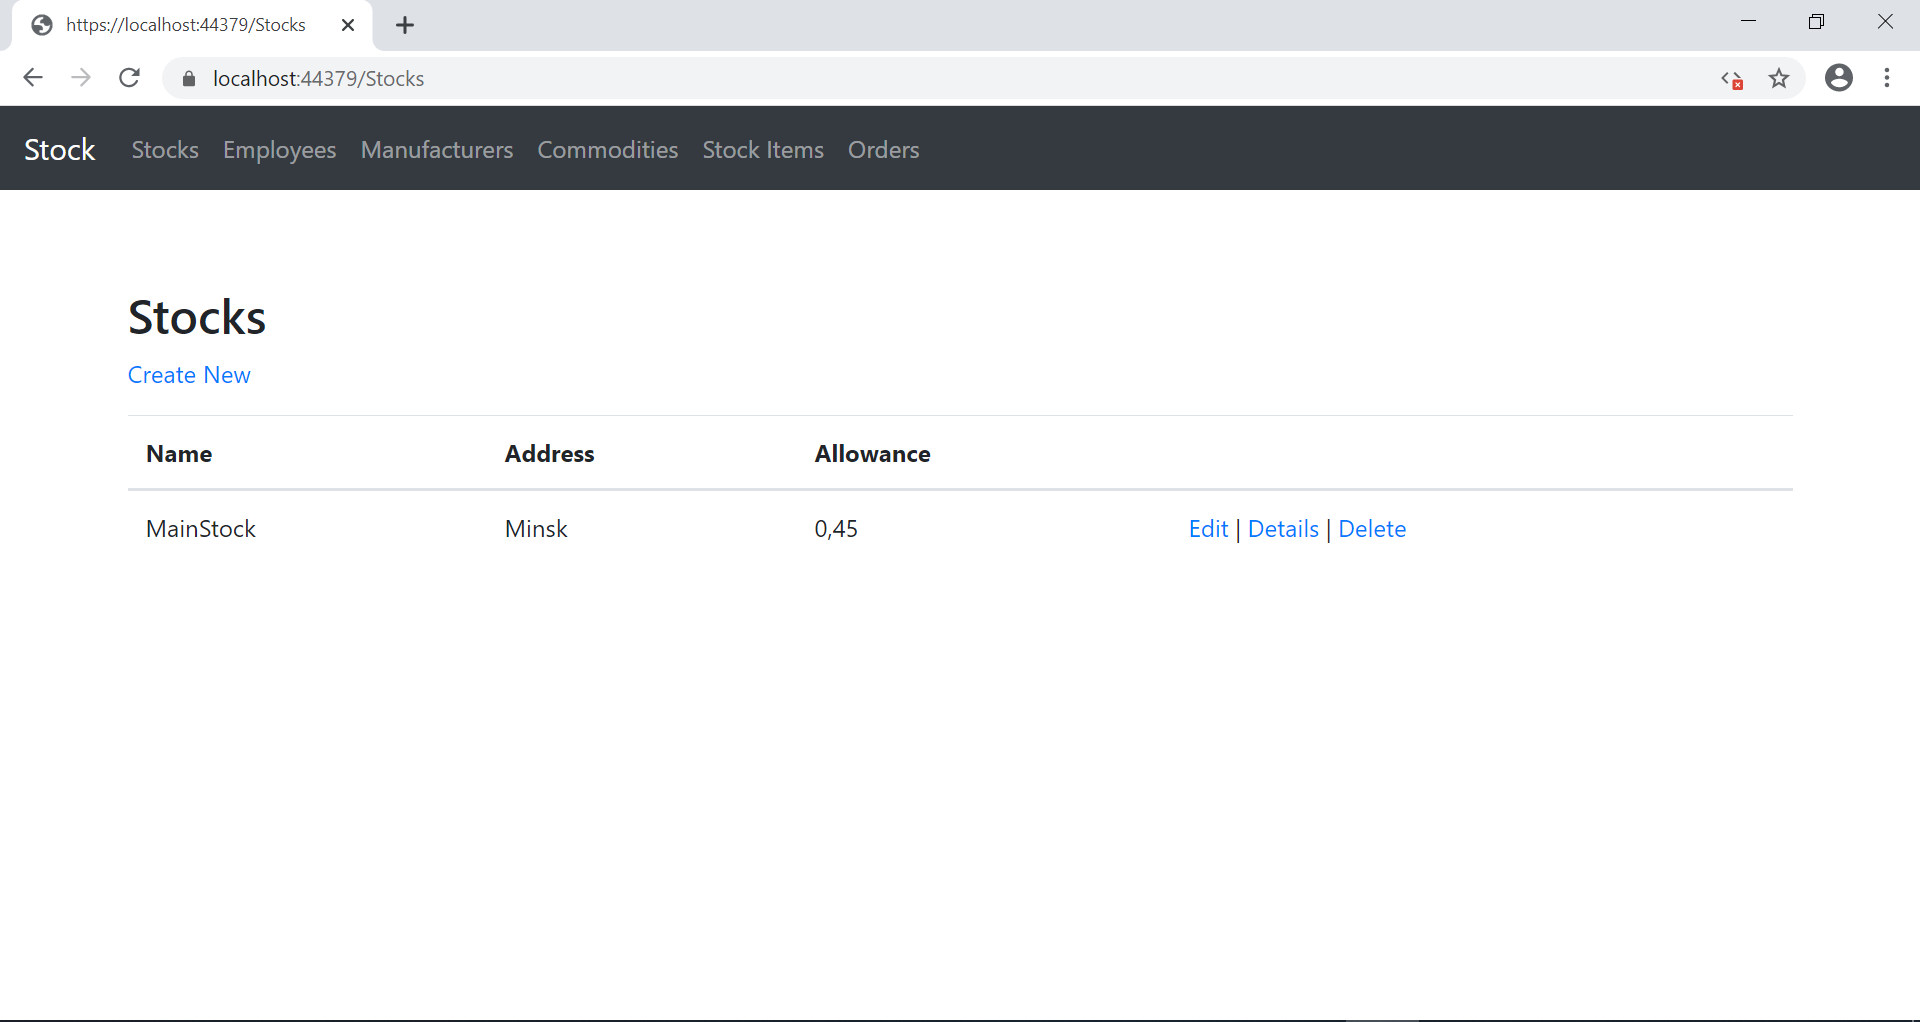 https://localhost:44379/Stocks
localhost:44379/Stocks
Stock Stocks Employees Manufacturers Commodities Stock Items Orders
Stocks
Create New
Name Address Allowance
MainStock Minsk 0,45 Edit | Details | Delete